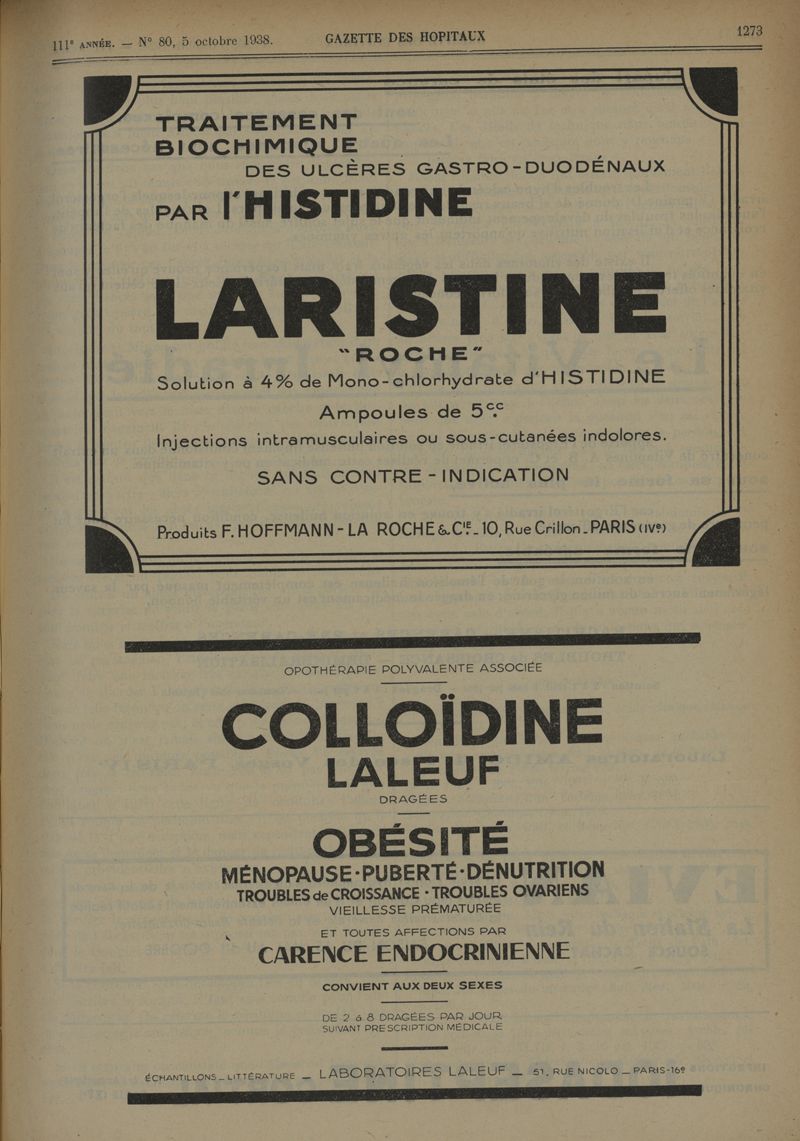 111e ANNÉE. — N° 80, 5 octobre 1938. GAZETTE DES HOPITAUX 1273
TRAITEMENT
BIOCHIMIQUE
DES ULCÈRES GASTRO-DUODÉNAUX
PAR l'HISTIDINE
LARISTINE
"ROCHE"
Solution à 4% de Mono-chlorhydrate d'HISTIDINE
Ampoules de 5cc.
Injections intramusculaires ou sous-cutanées indolores.
SANS CONTRE-INDICATION
Produits F. HOFFMANN-LA ROCHE & CIE. 10, Rue Crillon. PARIS (IVe)
OPOTHÉRAPIE POLYVALENTE ASSOCIÉE
COLLOÏDINE
LALEUF
DRAGÉES
OBÉSITÉ
MÉNOPAUSE·PUBERTÉ·DÉNUTRITION
TROUBLES de CROISSANCE · TROUBLES OVARIENS
VIEILLESSE PRÉMATURÉE
ET TOUTES AFFECTIONS PAR
CARENCE ENDOCRINIENNE
CONVIENT AUX DEUX SEXES
DE 2 à 8 DRAGÉES PAR JOUR
SUIVANT PRESCRIPTION MÉDICALE
ÉCHANTILLONS _ LITTÉRATURE _ LABORATOIRES LALEUF _ 51, RUE NICOLO _ PARIS-16e